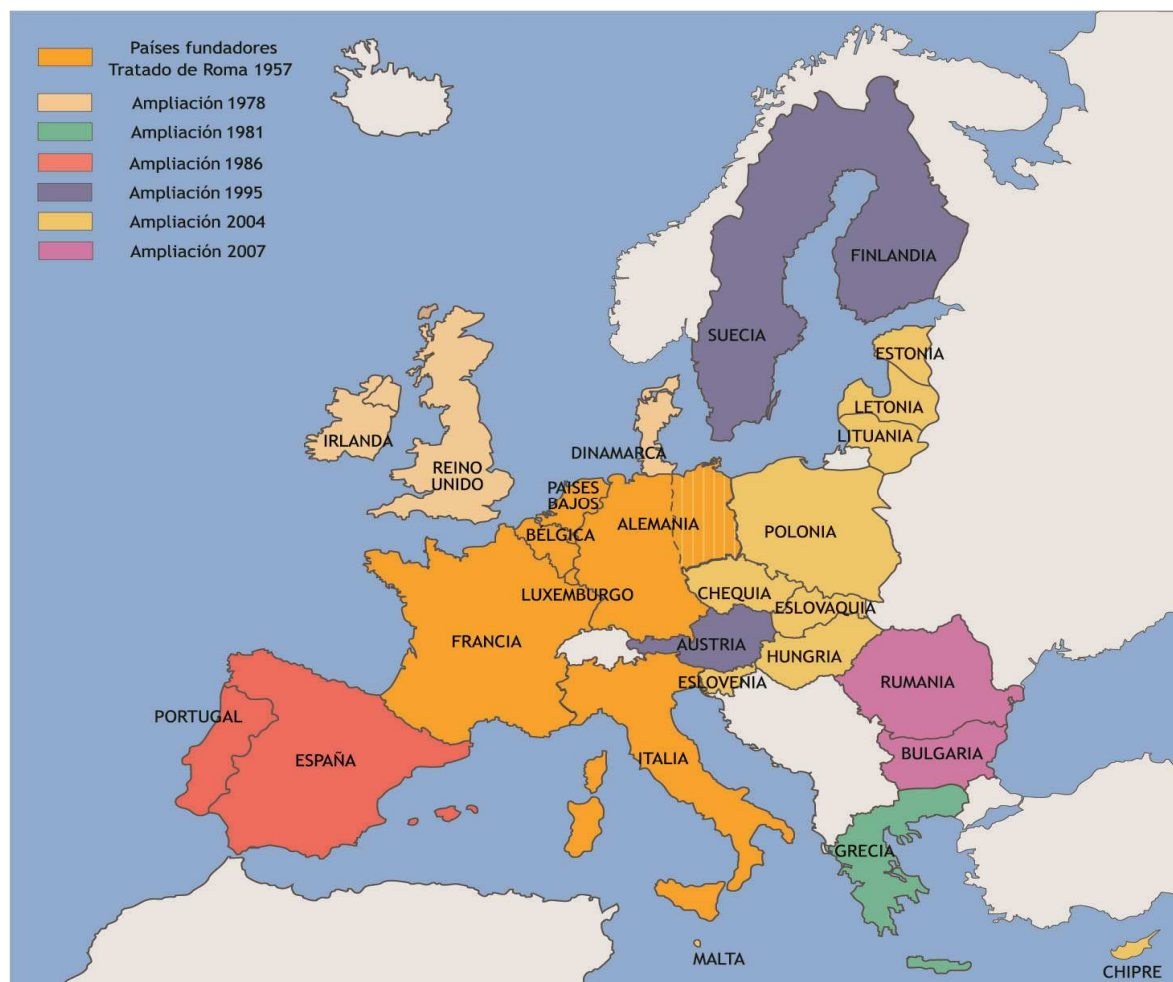 Países fundadores
Tratado de Roma 1957
Ampliación 1978
Ampliación 1981
Ampliación 1986
Ampliación 1995
Ampliación 2004
Ampliación 2007
FINLANDIA
SUECIA
ESTONIA
LETONIA
LITUANIA
IRLANDA
REINO
UNIDO
DINAMARCA
PAÍSES
BAJOS
BÉLGICA
ALEMANIA
POLONIA
LUXEMBURGO
CHEQUIA
ESLOVAQUIA
FRANCIA
AUSTRIA
HUNGRIA
ESLOVENIA
RUMANIA
PORTUGAL
ESPAÑA
ITALIA
BULGARIA
GRECIA
MALTA
CHIPRE